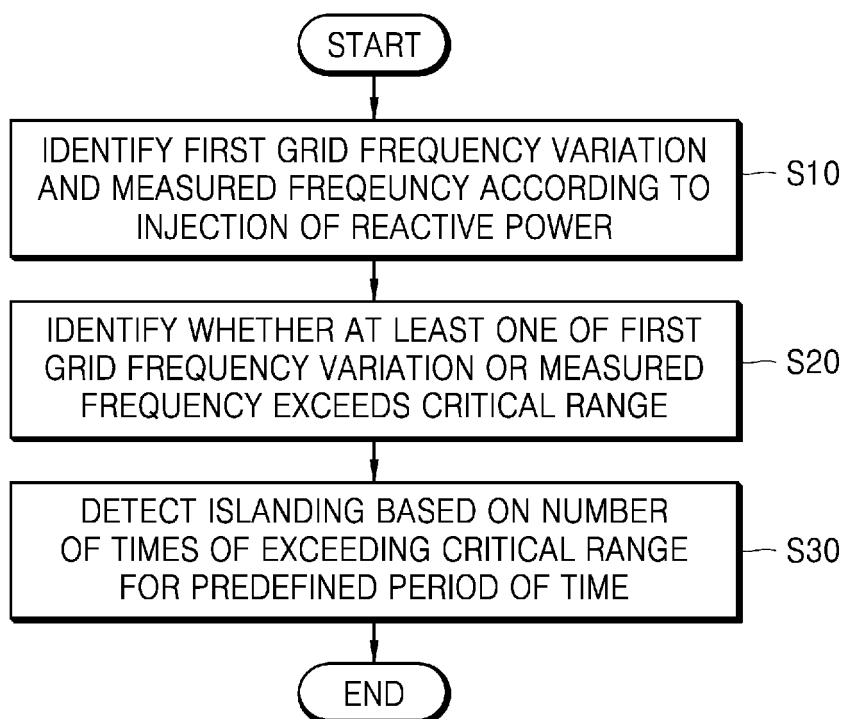 START
IDENTIFY FIRST GRID FREQUENCY VARIATION
AND MEASURED FREQEUNCY ACCORDING TO
INJECTION OF REACTIVE POWER
S10
IDENTIFY WHETHER AT LEAST ONE OF FIRST
GRID FREQUENCY VARIATION OR MEASURED
FREQUENCY EXCEEDS CRITICAL RANGE
S20
DETECT ISLANDING BASED ON NUMBER
OF TIMES OF EXCEEDING CRITICAL RANGE
FOR PREDEFINED PERIOD OF TIME
S30
END